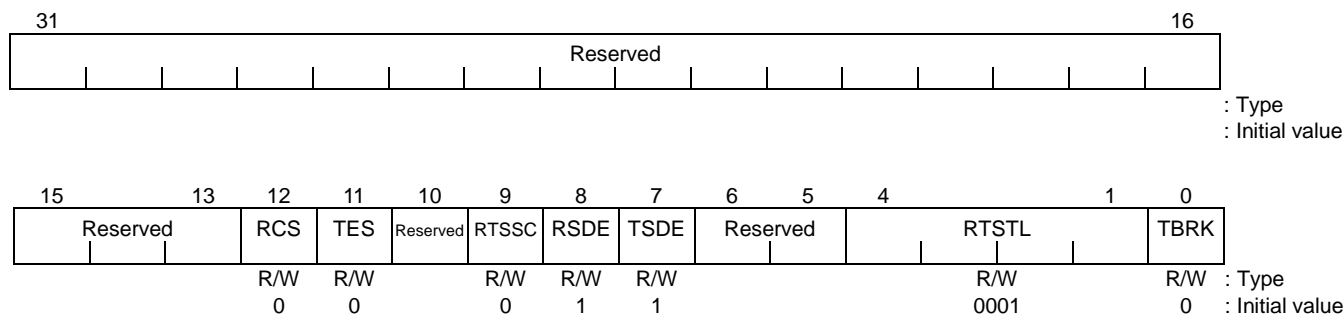 31 16
Reserved
: Type
: Initial value
15 13 12 11 10 9 8 7 6 5 4 1 0
Reserved RCS TES Reserved RTSSC RSDE TSDE Reserved RTSTL TBRK
R/W R/W R/W R/W R/W R/W R/W : Type
0 0 0 1 1 0001 0 : Initial value